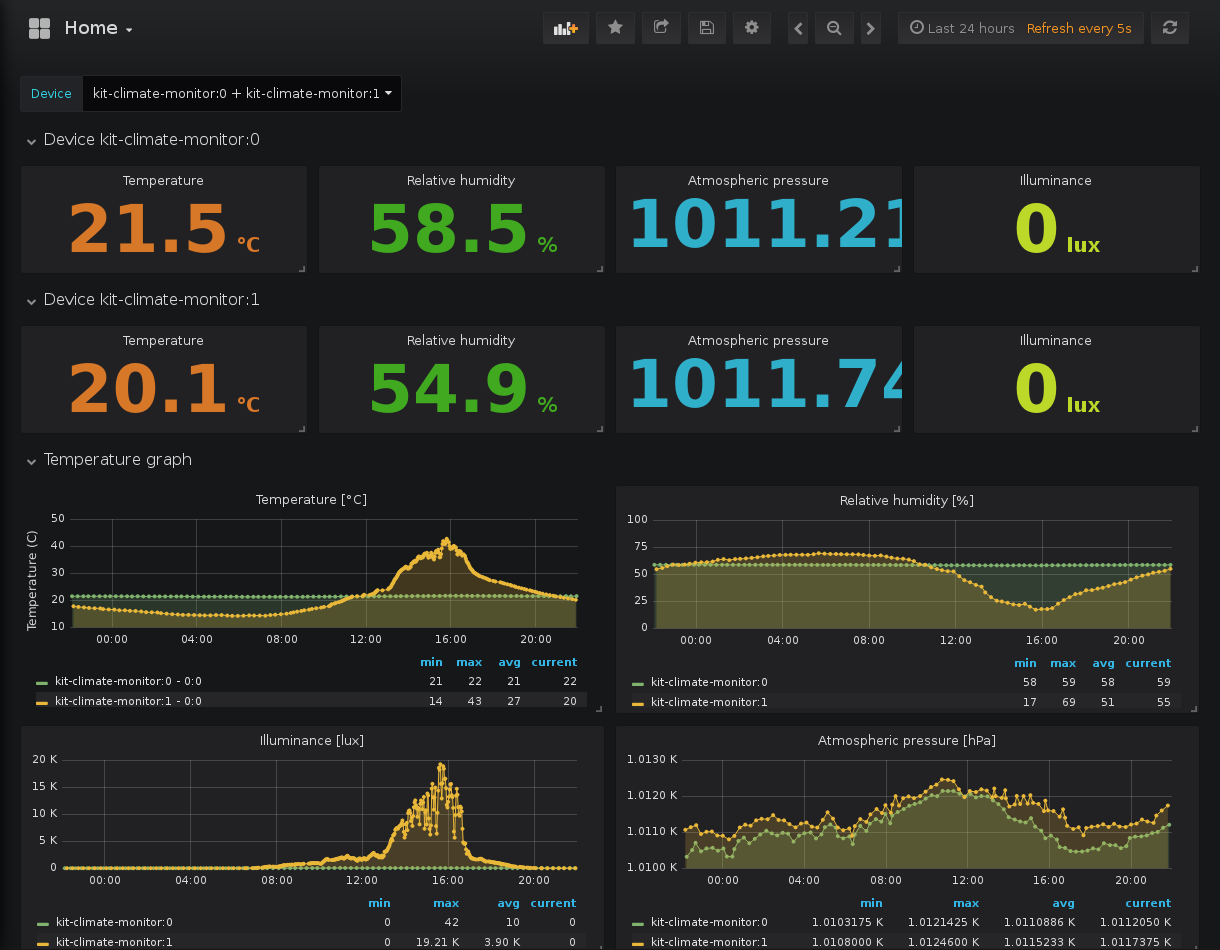 Home
Last 24 hours Refresh every 5s
Device kit-climate-monitor:0 + kit-climate-monitor:1
Device kit-climate-monitor:0
Temperature Relative humidity Atmospheric pressure Illuminance
21.5 °C 58.5 % 1011.21 0 lux
Device kit-climate-monitor:1
Temperature Relative humidity Atmospheric pressure Illuminance
20.1 °C 54.9 % 1011.74 0 lux
Temperature graph
Temperature [°C]
Temperature (C)
50
40
30
20
10
00:00 04:00 08:00 12:00 16:00 20:00
min max avg current
kit-climate-monitor:0 - 0:0 21 22 21 22
kit-climate-monitor:1 - 0:0 14 43 27 20
Relative humidity [%]
100
75
50
25
0
00:00 04:00 08:00 12:00 16:00 20:00
min max avg current
kit-climate-monitor:0 58 59 58 59
kit-climate-monitor:1 17 69 51 55
Illuminance [lux]
20 K
15 K
10 K
5 K
0
00:00 04:00 08:00 12:00 16:00 20:00
min max avg current
kit-climate-monitor:0 0 42 10 0
kit-climate-monitor:1 0 19.21 K 3.90 K 0
Atmospheric pressure [hPa]
1.0130 K
1.0120 K
1.0110 K
1.0100 K
00:00 04:00 08:00 12:00 16:00 20:00
min max avg current
kit-climate-monitor:0 1.0103175 K 1.0121425 K 1.0110886 K 1.0112050 K
kit-climate-monitor:1 1.0108000 K 1.0124600 K 1.0115233 K 1.0117375 K